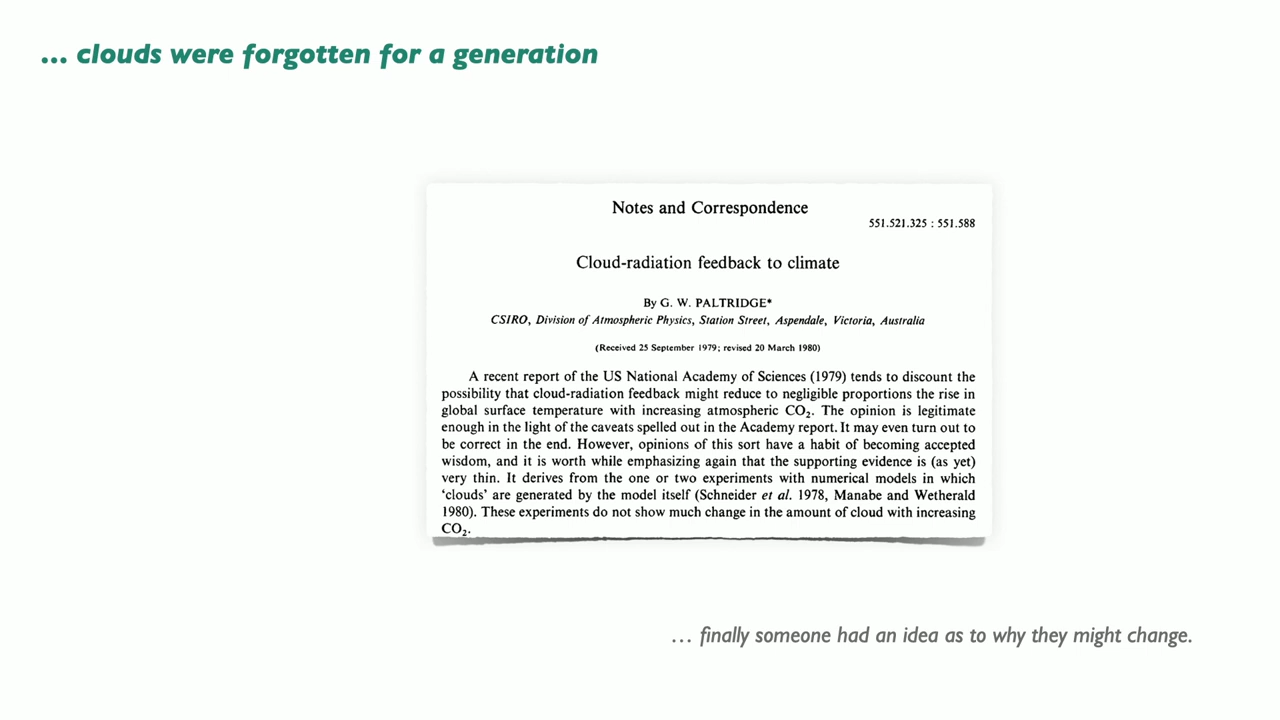 ... clouds were forgotten for a generation
Notes and Correspondence
551.521.325 : 551.588
Cloud-radiation feedback to climate
By G. W. PALTRIDGE*
CSIRO, Division of Atmospheric Physics, Station Street, Aspendale, Victoria, Australia
(Received 25 September 1979; revised 20 March 1980)
A recent report of the US National Academy of Sciences (1979) tends to discount the
possibility that cloud-radiation feedback might reduce to negligible proportions the rise in
global surface temperature with increasing atmospheric CO₂. The opinion is legitimate
enough in the light of the caveats spelled out in the Academy report. It may even turn out to
be correct in the end. However, opinions of this sort have a habit of becoming accepted
wisdom, and it is worth while emphasizing again that the supporting evidence is (as yet)
very thin. It derives from the one or two experiments with numerical models in which
‘clouds’ are generated by the model itself (Schneider et al. 1978, Manabe and Wetherald
1980). These experiments do not show much change in the amount of cloud with increasing
CO₂.
... finally someone had an idea as to why they might change.